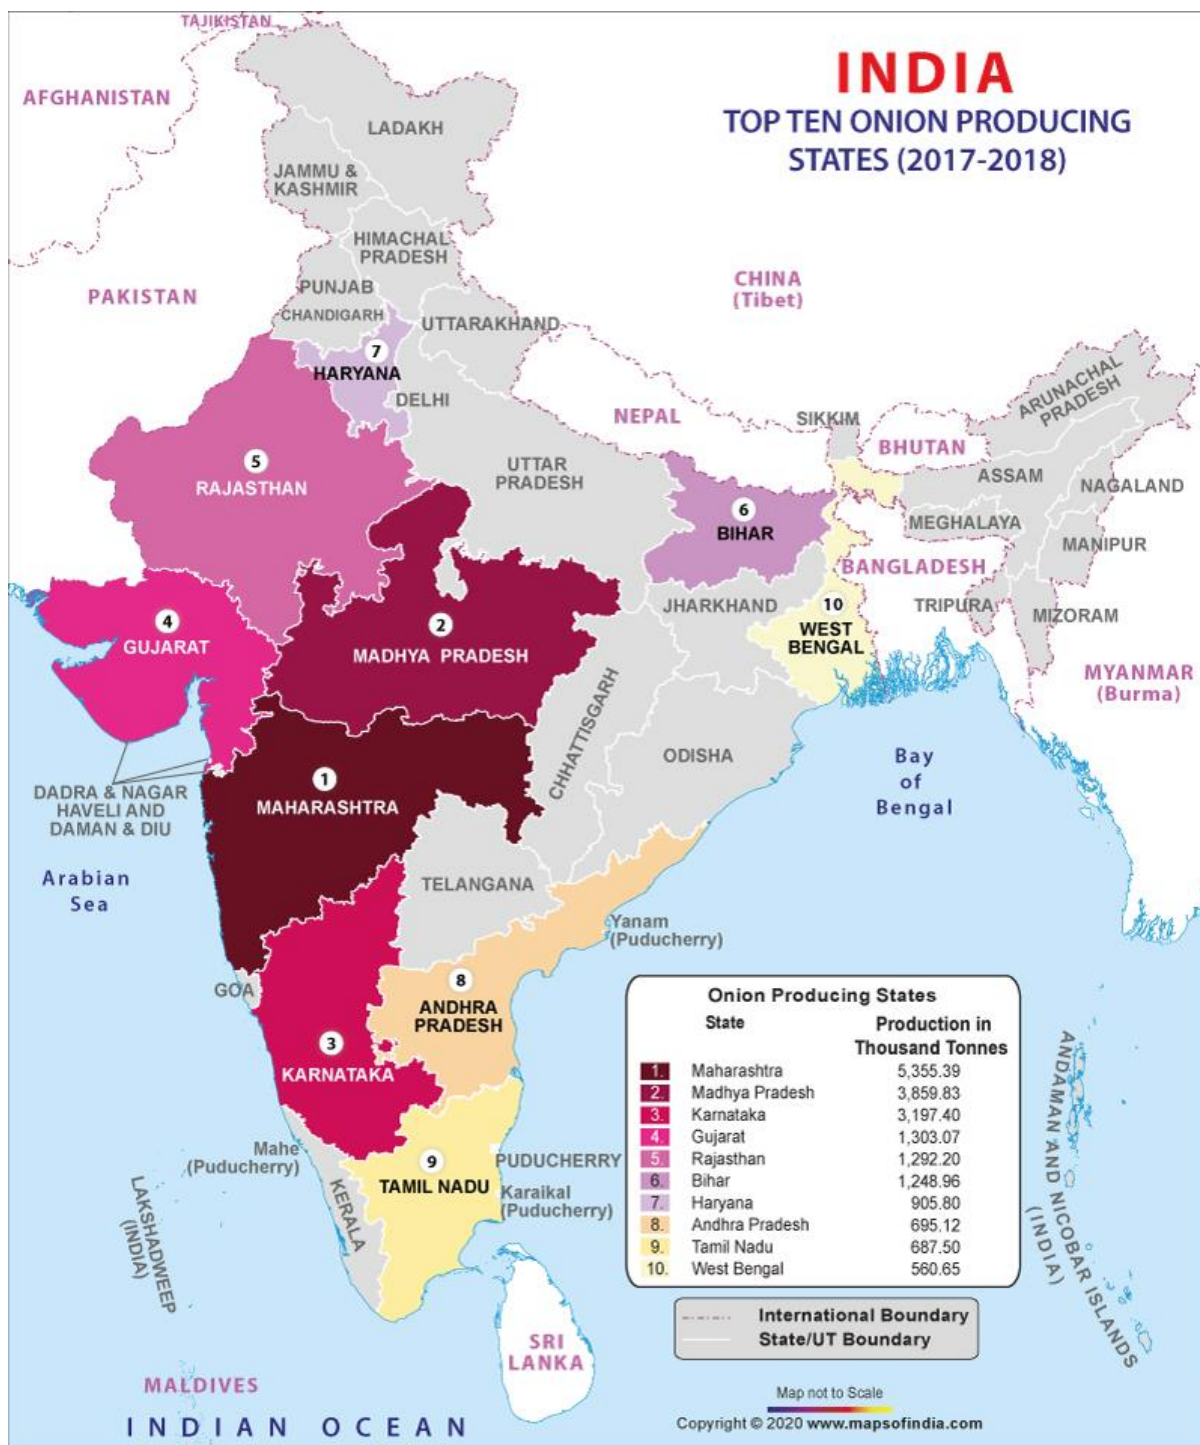 TAJIKISTAN
AFGHANISTAN
INDIA
TOP TEN ONION PRODUCING
STATES (2017-2018)
LADAKH
JAMMU &
KASHMIR
HIMACHAL
PRADESH
PUNJAB
CHANDIGARH
PAKISTAN
UTTARAKHAND
CHINA
(Tibet)
7
HARYANA
DELHI
NEPAL
SIKKIM
BHUTAN
ARUNACHAL
PRADESH
5
RAJASTHAN
UTTAR
PRADESH
ASSAM
NAGALAND
6
BIHAR
MEGHALAYA
MANIPUR
BANGLADESH
4
GUJARAT
2
MADHYA PRADESH
JHARKHAND
10
WEST
BENGAL
TRIPURA
MIZORAM
MYANMAR
(Burma)
CHHATTISGARH
ODISHA
DADRA & NAGAR
HAVELI AND
DAMAN & DIU
1
MAHARASHTRA
Bay
of
Bengal
Arabian
Sea
TELANGANA
Yanam
(Puducherry)
GOA
8
ANDHRA
PRADESH
3
KARNATAKA
Mahe
(Puducherry)
9
TAMIL NADU
PUDUCHERRY
Karaikal
(Puducherry)
KERALA
LAKSHADWEEP
(INDIA)
ANDAMAN AND NICOBAR ISLANDS
(INDIA)
Onion Producing States
State Production in
Thousand Tonnes
1. Maharashtra 5,355.39
2. Madhya Pradesh 3,859.83
3. Karnataka 3,197.40
4. Gujarat 1,303.07
5. Rajasthan 1,292.20
6. Bihar 1,248.96
7. Haryana 905.80
8. Andhra Pradesh 695.12
9. Tamil Nadu 687.50
10. West Bengal 560.65
International Boundary
State/UT Boundary
SRI
LANKA
MALDIVES
INDIAN OCEAN
Map not to Scale
Copyright © 2020 www.mapsofindia.com